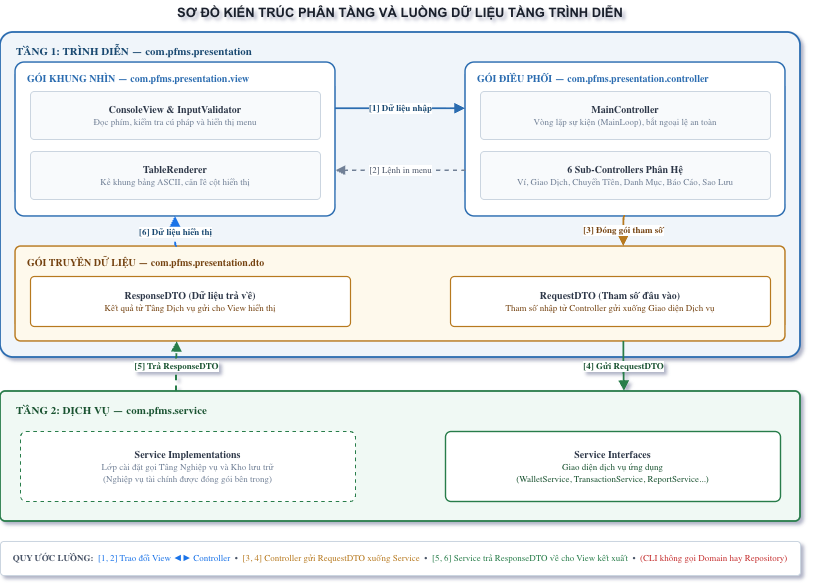 SƠ ĐỒ KIẾN TRÚC PHÂN TẦNG VÀ LUỒNG DỮ LIỆU TẦNG TRÌNH DIỄN
TẦNG 1: TRÌNH DIỄN — com.pfms.presentation
GÓI KHUNG NHÌN — com.pfms.presentation.view
ConsoleView & InputValidator
Đọc phím, kiểm tra cú pháp và hiển thị menu
TableRenderer
Kẻ khung bảng ASCII, căn lề cột hiển thị
[1] Dữ liệu nhập
[2] Lệnh in menu
GÓI ĐIỀU PHỐI — com.pfms.presentation.controller
MainController
Vòng lặp sự kiện (MainLoop), bắt ngoại lệ an toàn
6 Sub-Controllers Phân Hệ
Ví, Giao Dịch, Chuyển Tiền, Danh Mục, Báo Cáo, Sao Lưu
[6] Dữ liệu hiển thị
[3] Đóng gói tham số
GÓI TRUYỀN DỮ LIỆU — com.pfms.presentation.dto
ResponseDTO (Dữ liệu trả về)
Kết quả từ Tầng Dịch vụ gửi cho View hiển thị
RequestDTO (Tham số đầu vào)
Tham số nhập từ Controller gửi xuống Giao diện Dịch vụ
[5] Trả ResponseDTO
[4] Gửi RequestDTO
TẦNG 2: DỊCH VỤ — com.pfms.service
Service Implementations
Lớp cài đặt gọi Tầng Nghiệp vụ và Kho lưu trữ
(Nghiệp vụ tài chính được đóng gói bên trong)
Service Interfaces
Giao diện dịch vụ ứng dụng
(WalletService, TransactionService, ReportService...)
QUY ƯỚC LUỒNG: [1, 2] Trao đổi View ◄► Controller • [3, 4] Controller gửi RequestDTO xuống Service • [5, 6] Service trả ResponseDTO về cho View kết xuất • (CLI không gọi Domain hay Repository)